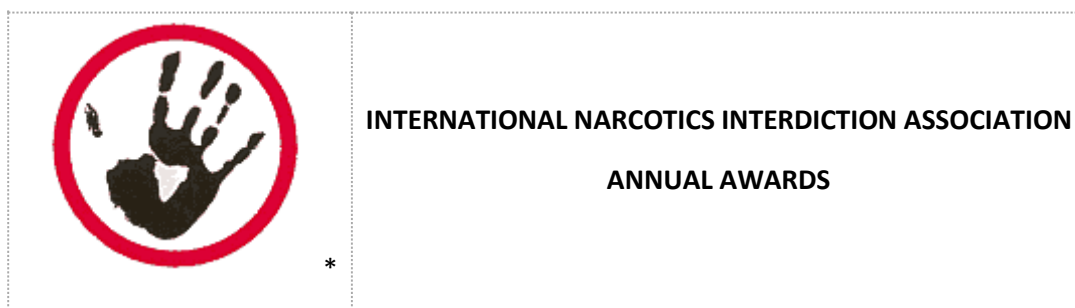 INTERNATIONAL NARCOTICS INTERDICTION ASSOCIATION
ANNUAL AWARDS
*